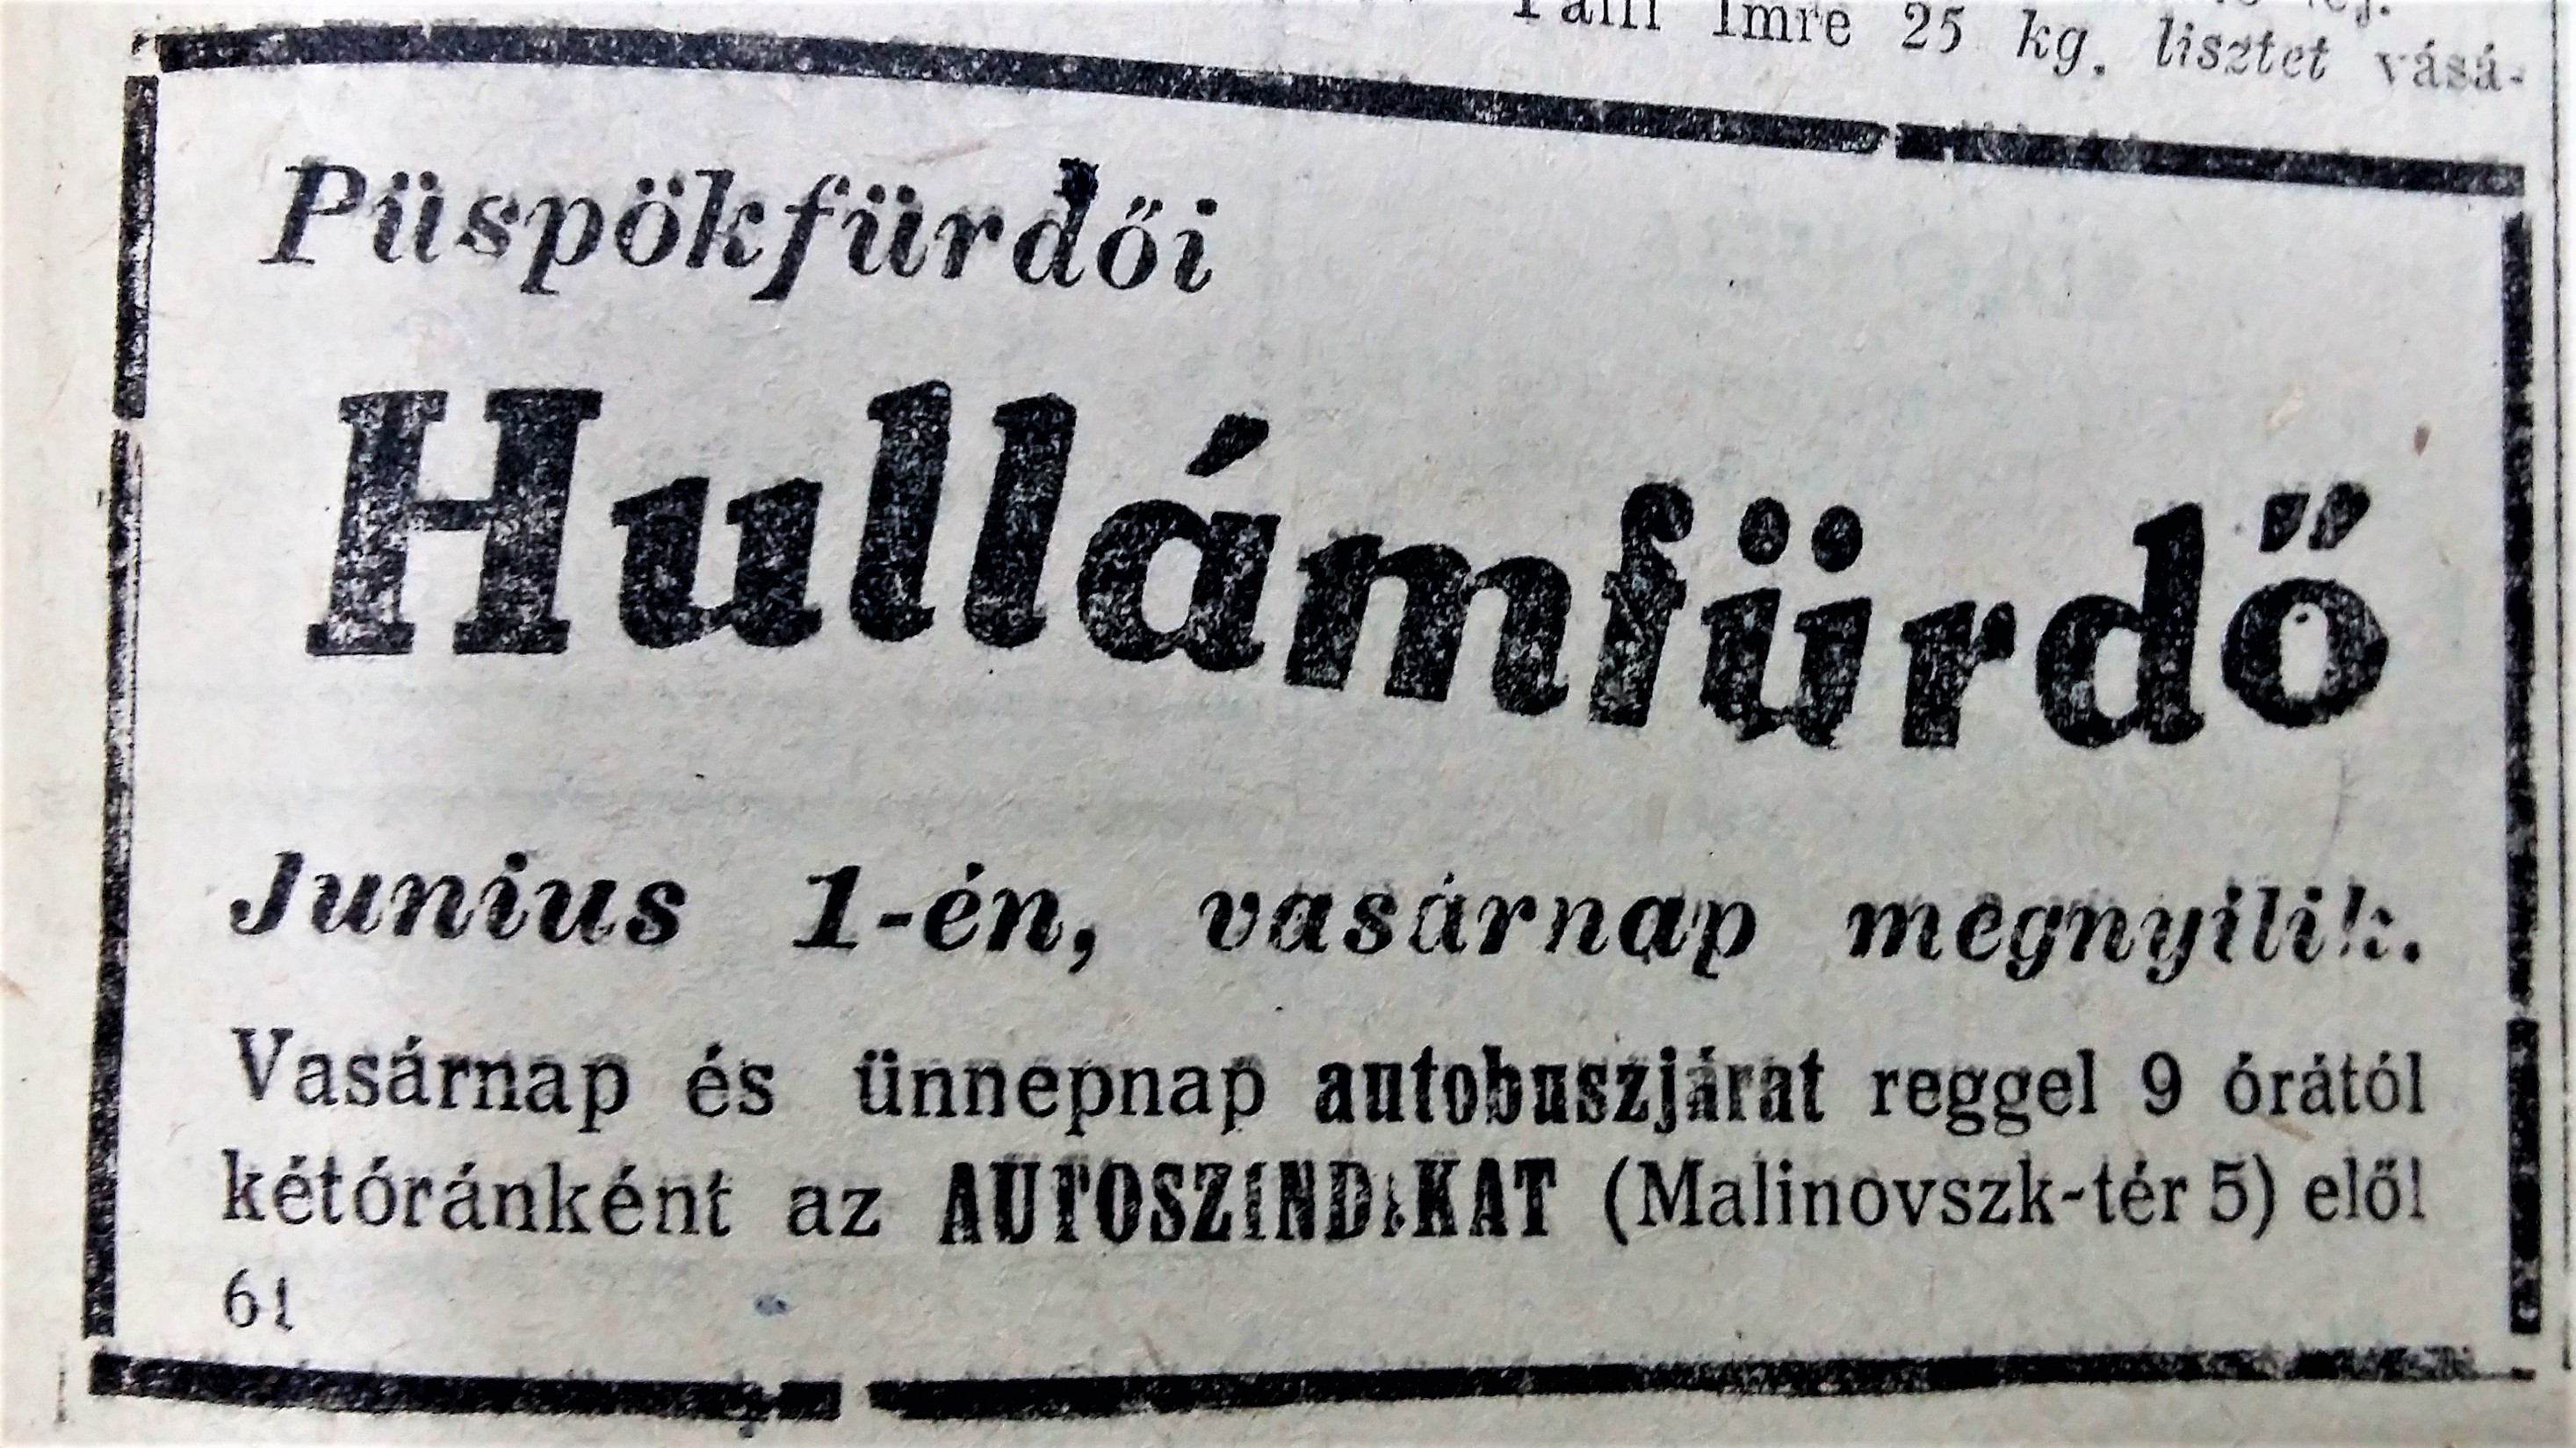 Imre 25 kg. lisztet vásá-
Püspökfürdői
Hullámfürdő
Junius 1-én, vasárnap megnyilik.
Vasárnap és ünnepnap autobuszjárat reggel 9 órától
kétóránként az AUTOSZINDIKAT (Malinovszk-tér 5) elől
61